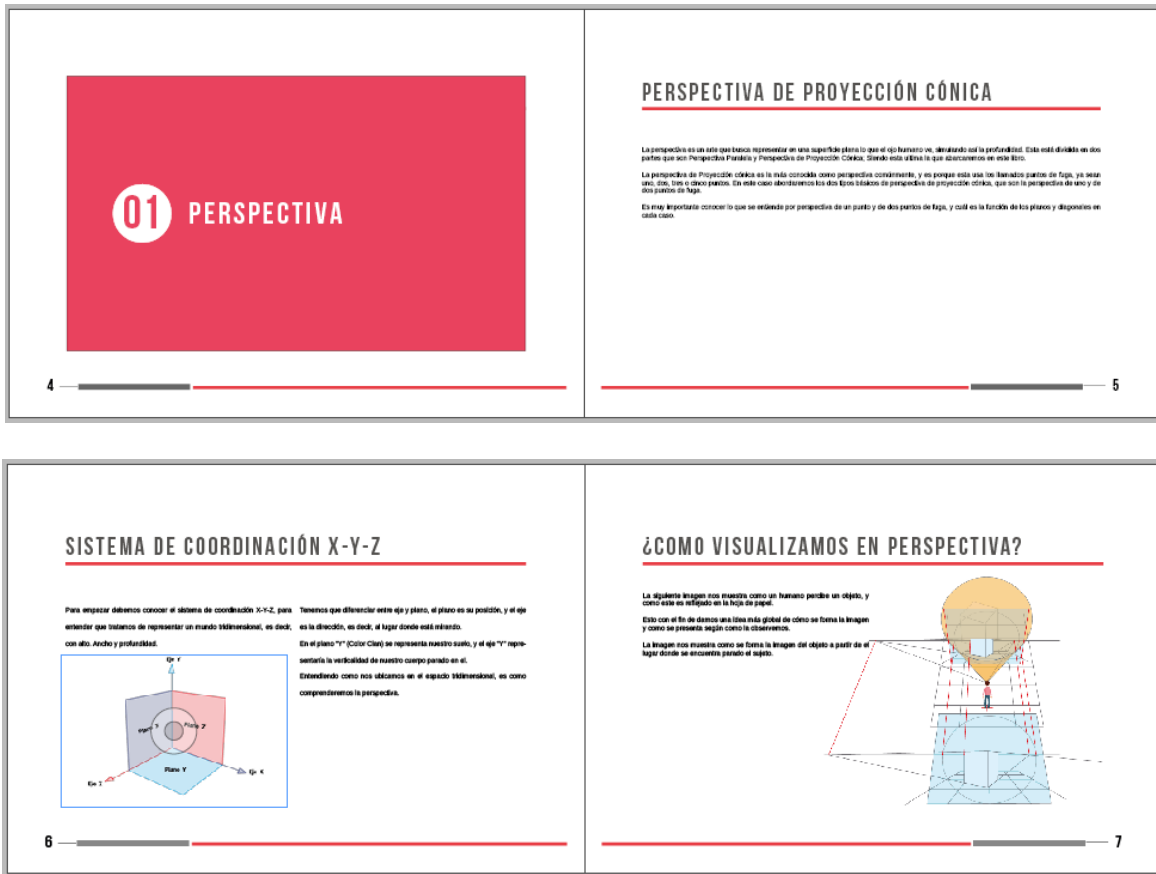 01 PERSPECTIVA
4
PERSPECTIVA DE PROYECCIÓN CÓNICA
La perspectiva es un arte que busca representar en una superficie plana lo que el ojo humano ve, simulando así la profundidad. Esta está dividida en dos
partes que son Perspectiva Paralela y Perspectiva de Proyección Cónica; Siendo esta ultima la que abarcaremos en este libro.
La perspectiva de Proyección cónica es la más conocida como perspectiva comúnmente, y es porque esta usa los llamados puntos de fuga, ya sean
uno, dos, tres o cinco puntos. En este caso abordaremos los dos tipos básicos de perspectiva de proyección cónica, que son la perspectiva de uno y de
dos puntos de fuga.
Es muy importante conocer lo que se entiende por perspectiva de un punto y de dos puntos de fuga, y cuál es la función de los planos y diagonales en
cada caso.
5
SISTEMA DE COORDINACIÓN X-Y-Z
Para empezar debemos conocer el sistema de coordinación X-Y-Z, para
entender que tratamos de representar un mundo tridimensional, es decir,
con alto. Ancho y profundidad.
Eje Y
Plano Z
Plano Y
Eje X
Eje Z
Tenemos que diferenciar entre eje y plano, el plano es su posición, y el eje
es la dirección, es decir, al lugar donde está mirando.
En el plano "Y" (Color Cian) se representa nuestro suelo, y el eje "Y" repre-
sentaría la verticalidad de nuestro cuerpo parado en el.
Entendiendo como nos ubicamos en el espacio tridimensional, es como
comprenderemos la perspectiva.
6
¿COMO VISUALIZAMOS EN PERSPECTIVA?
La siguiente imagen nos muestra como un humano percibe un objeto, y
como este es reflejado en la hoja de papel.
Esto con el fin de darnos una idea más global de cómo se forma la imagen
y como se presenta según como la observemos.
La imagen nos muestra como se forma la imagen del objeto a partir de el
lugar donde se encuentra parado el sujeto.
7